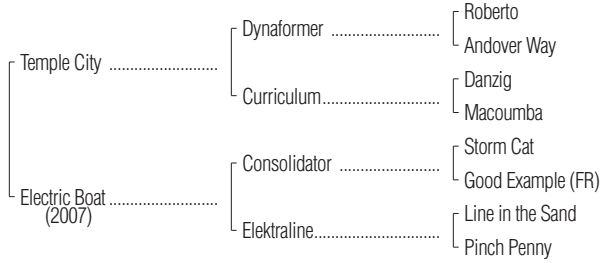 Roberto
Dynaformer ........................
Andover Way
Temple City ........................
Danzig
Curriculum..........................
Macoumba
Storm Cat
Consolidator ......................
Good Example (FR)
Electric Boat........................
(2007)
Line in the Sand
Elektraline............................
Pinch Penny